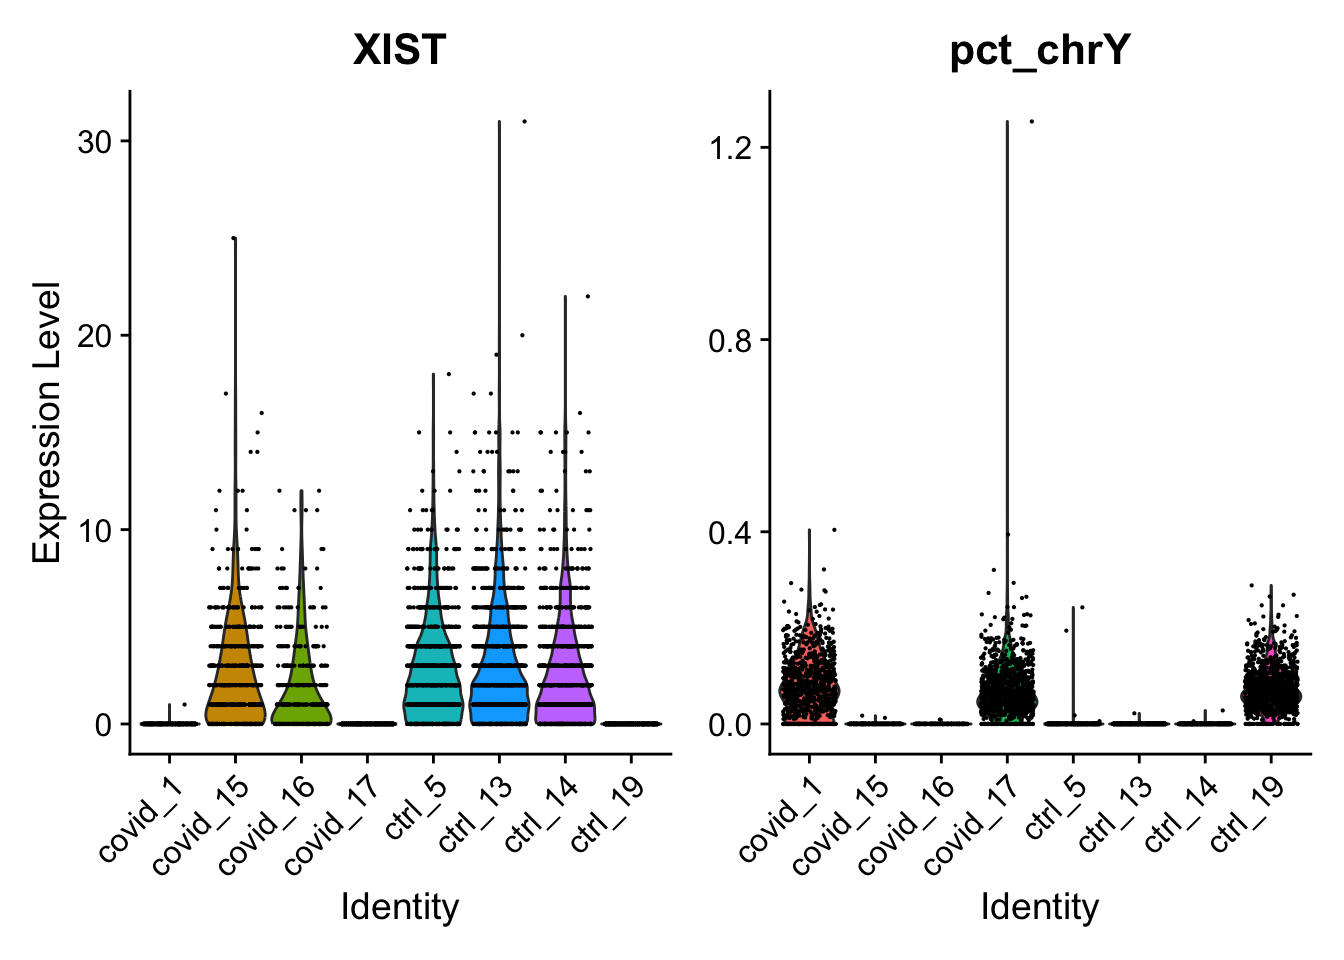 XIST
pct_chrY
Expression Level
30
20
10
0
covid_1
covid_15
covid_16
covid_17
ctrl_5
ctrl_13
ctrl_14
ctrl_19
Identity
1.2
0.8
0.4
0.0
covid_1
covid_15
covid_16
covid_17
ctrl_5
ctrl_13
ctrl_14
ctrl_19
Identity